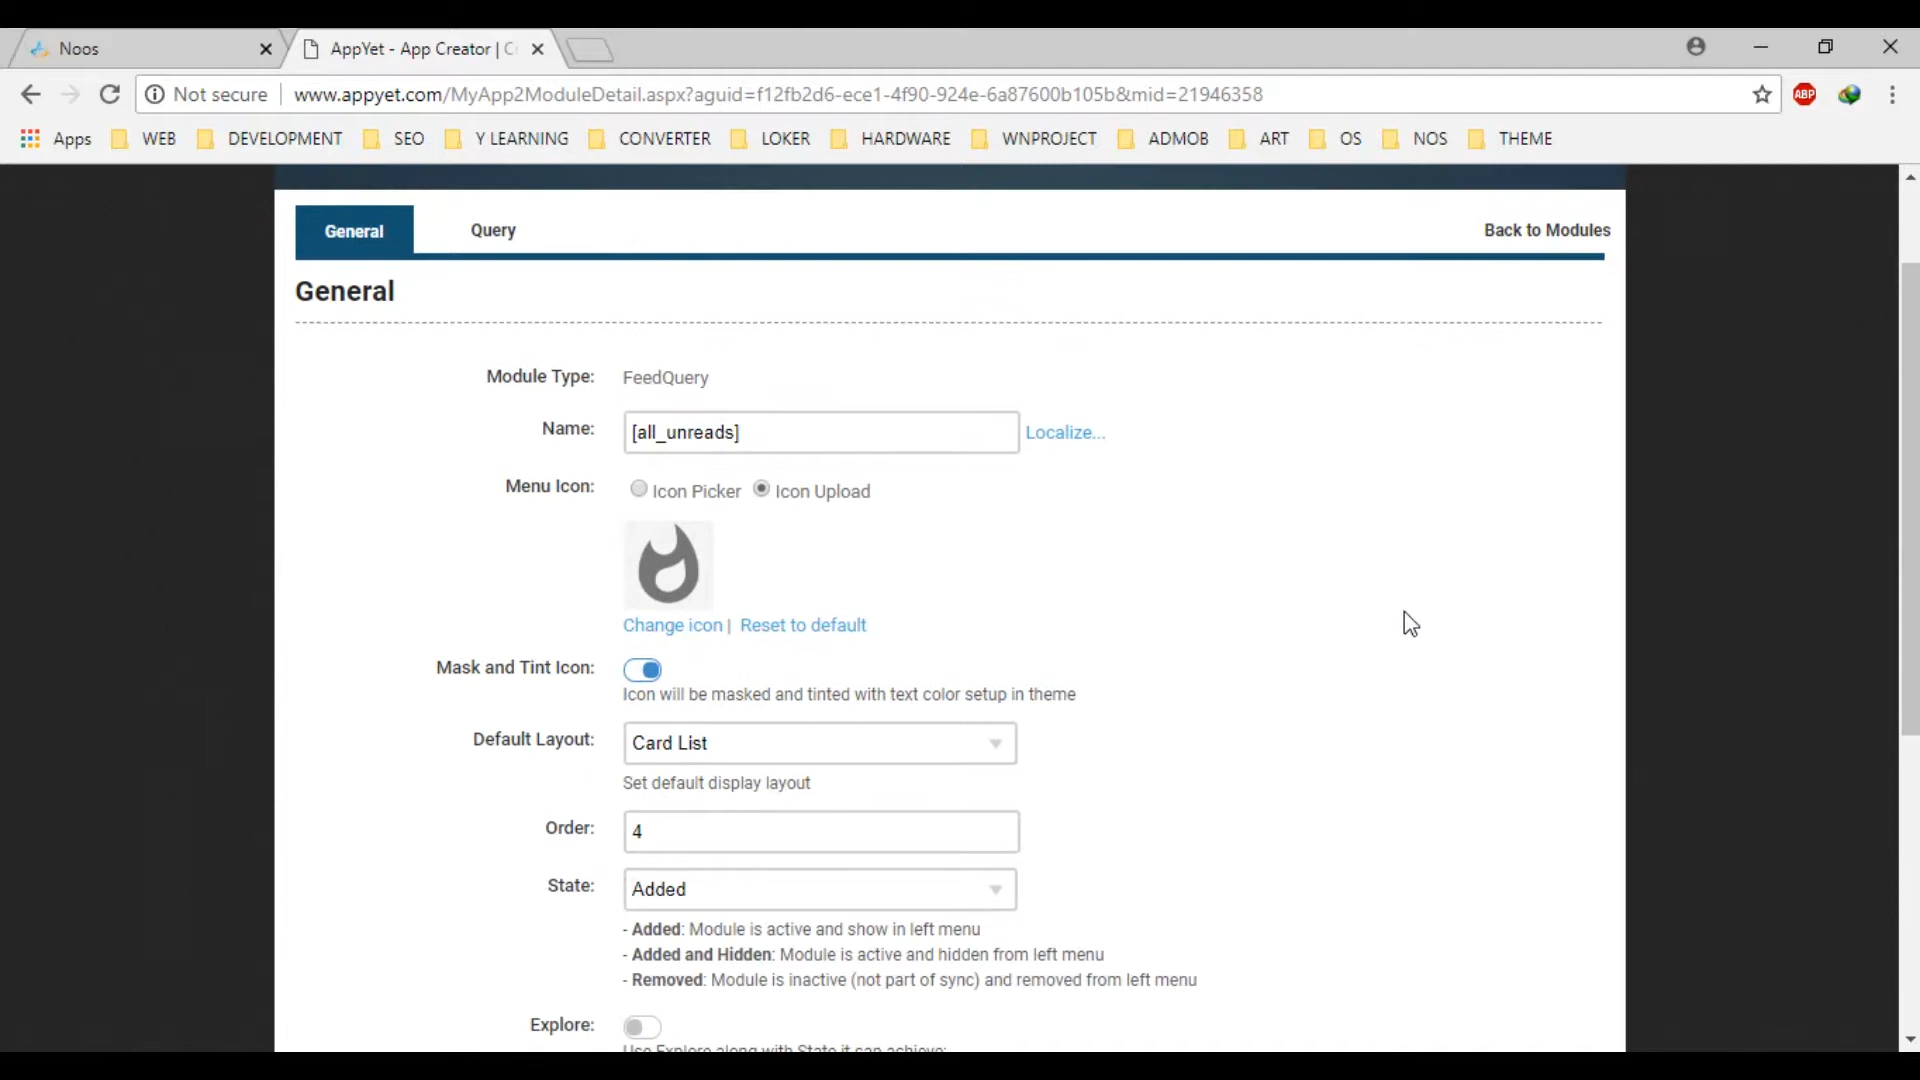 Noos
AppYet - App Creator | C
Not secure www.appyet.com/MyApp2ModuleDetail.aspx?aguid=f12fb2d6-ece1-4f90-924e-6a87600b105b&mid=21946358
ABP
Apps WEB DEVELOPMENT SEO Y LEARNING CONVERTER LOKER HARDWARE WNPROJECT ADMOB ART OS NOS THEME
General Query Back to Modules
General
Module Type: FeedQuery
Name: [all_unreads] Localize...
Menu Icon: Icon Picker Icon Upload
Change icon | Reset to default
Mask and Tint Icon:
Icon will be masked and tinted with text color setup in theme
Default Layout: Card List
Set default display layout
Order: 4
State: Added
- Added: Module is active and show in left menu
- Added and Hidden: Module is active and hidden from left menu
- Removed: Module is inactive (not part of sync) and removed from left menu
Explore:
Use Explore along with State it can achieve: